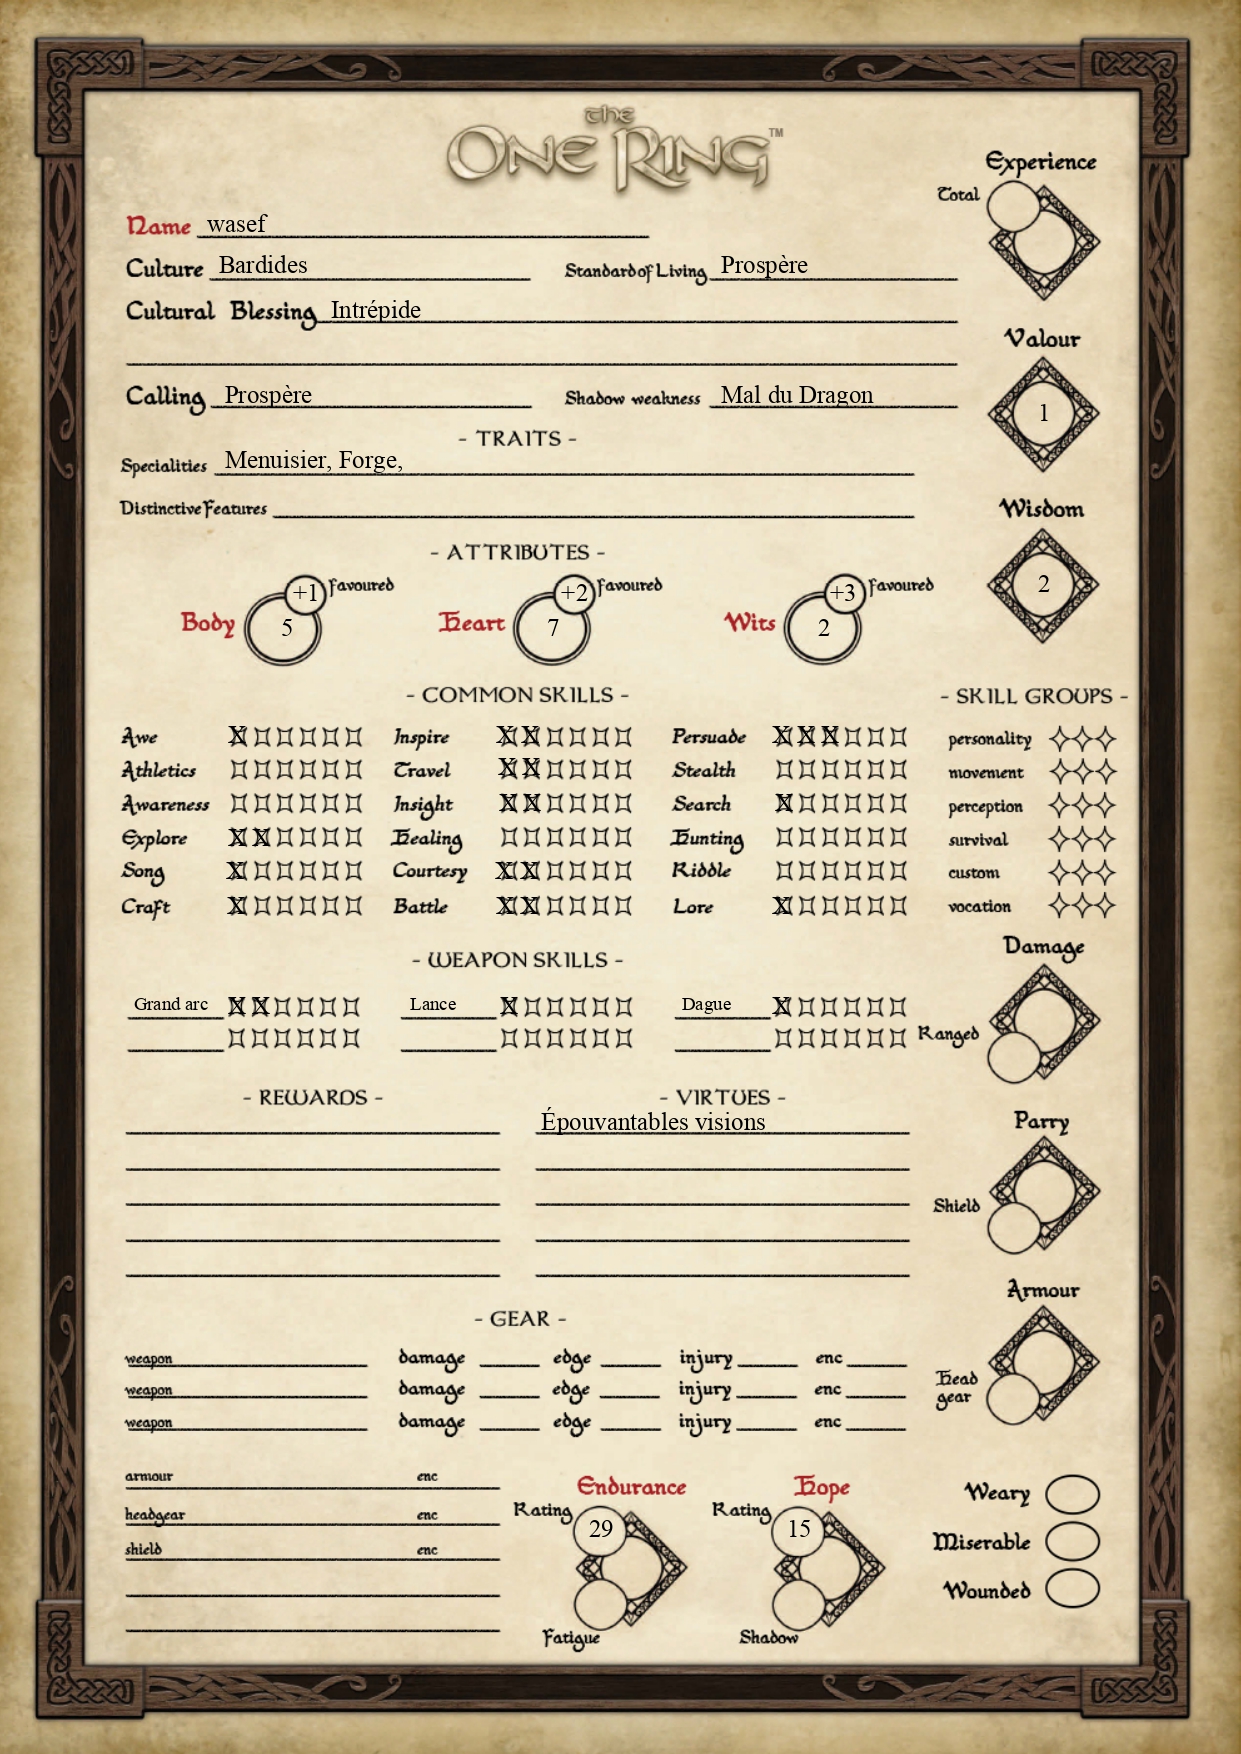 the
ONE RING™
Experience
Total
Name wasef
Culture Bardides Standard of Living Prospère
Cultural Blessing Intrépide
Valour
1
Calling Prospère Shadow weakness Mal du Dragon
- TRAITS -
Specialities Menuisier, Forge,
Distinctive Features
Wisdom
2
- ATTRIBUTES -
Body 5 +1 Favoured Heart 7 +2 Favoured Wits 2 +3 Favoured
- COMMON SKILLS - - SKILL GROUPS -
Awe X Inspire X X Persuade X X X personality
Athletics Travel X X Stealth movement
Awareness Insight X X Search X perception
Explore X X Healing Hunting survival
Song X Courtesy X X Riddle custom
Craft X Battle X X Lore X vocation
- WEAPON SKILLS -
Damage
Grand arc X X Lance X Dague X
Ranged
- REWARDS - - VIRTUES -
Épouvantables visions
Parry
Shield
Armour
Head gear
- GEAR -
weapon damage edge injury enc
weapon damage edge injury enc
weapon damage edge injury enc
armour enc
headgear enc
shield enc
Endurance Hope
Rating 29 Rating 15
Fatigue Shadow
Weary
Miserable
Wounded